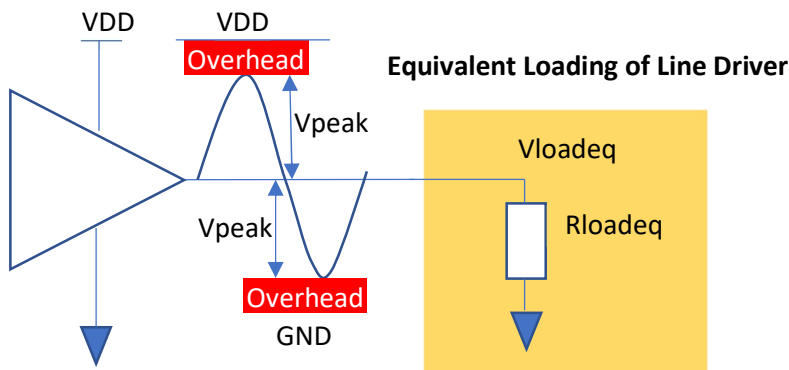 VDD
VDD
Overhead
Equivalent Loading of Line Driver
Vpeak
Vloadeq
Vpeak
Rloadeq
Overhead
GND